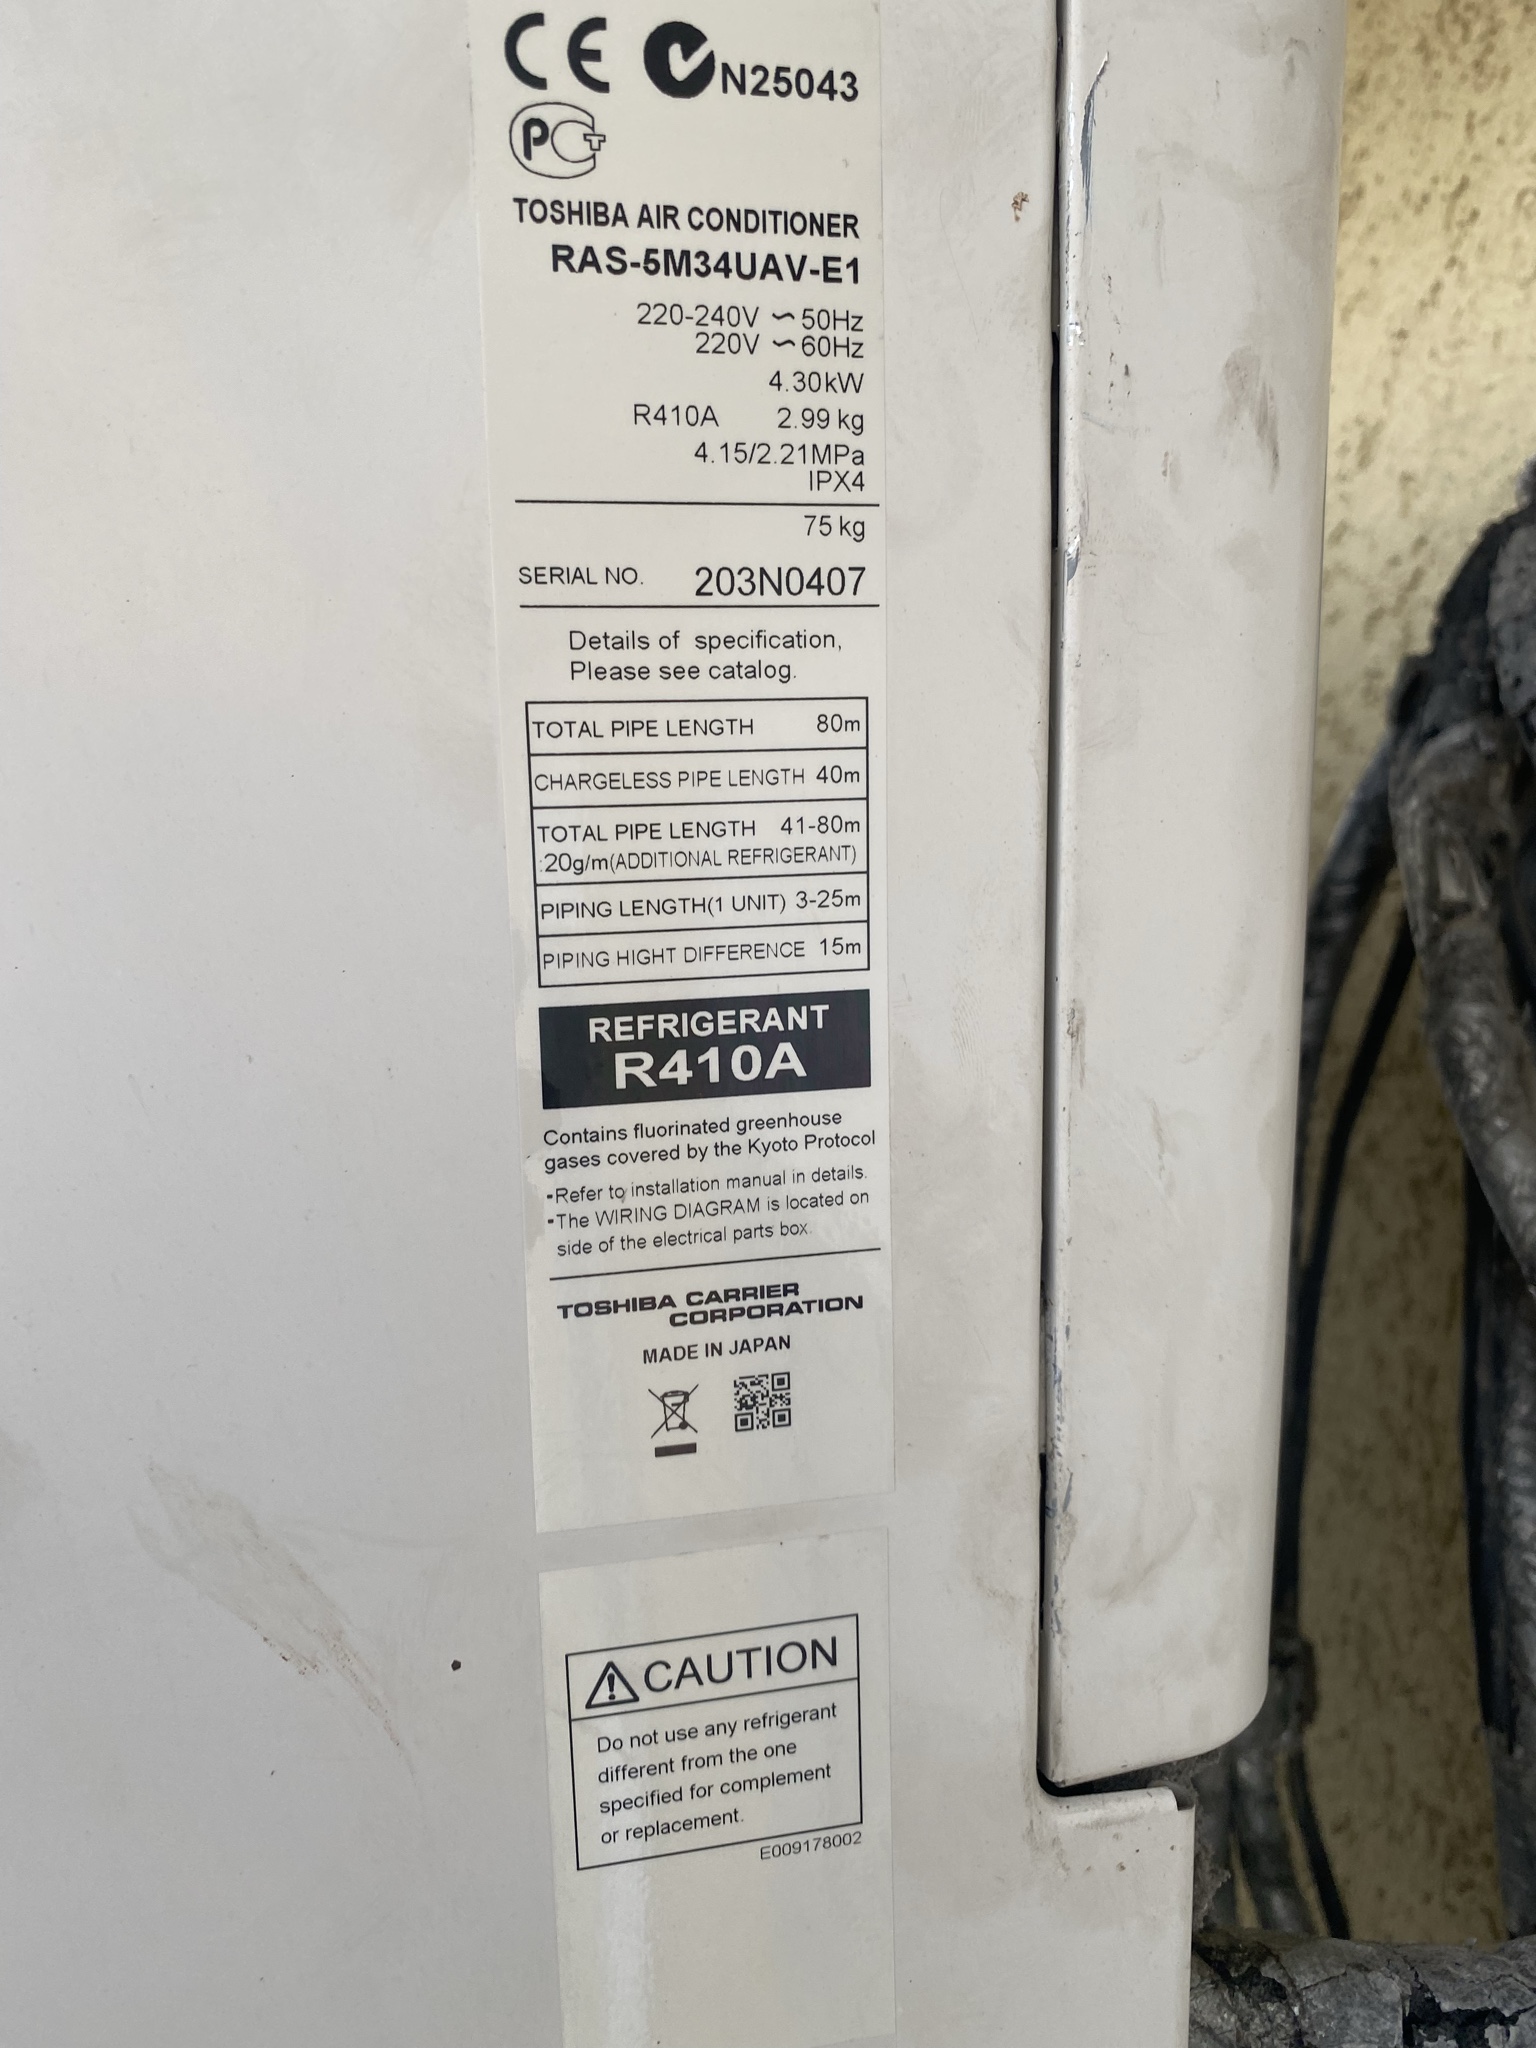 CE N25043
PCT
TOSHIBA AIR CONDITIONER
RAS-5M34UAV-E1
220-240V ~50Hz
220V ~60Hz
4.30kW
R410A 2.99kg
4.15/2.21MPa
IPX4
75kg
SERIAL NO. 203N0407
Details of specification,
Please see catalog.
TOTAL PIPE LENGTH 80m
CHARGELESS PIPE LENGTH 40m
TOTAL PIPE LENGTH 41-80m
:20g/m(ADDITIONAL REFRIGERANT)
PIPING LENGTH(1 UNIT) 3-25m
PIPING HIGHT DIFFERENCE 15m
REFRIGERANT
R410A
Contains fluorinated greenhouse
gases covered by the Kyoto Protocol
-Refer to installation manual in details.
-The WIRING DIAGRAM is located on
side of the electrical parts box.
TOSHIBA CARRIER
CORPORATION
MADE IN JAPAN
CAUTION
Do not use any refrigerant
different from the one
specified for complement
or replacement.
E009178002